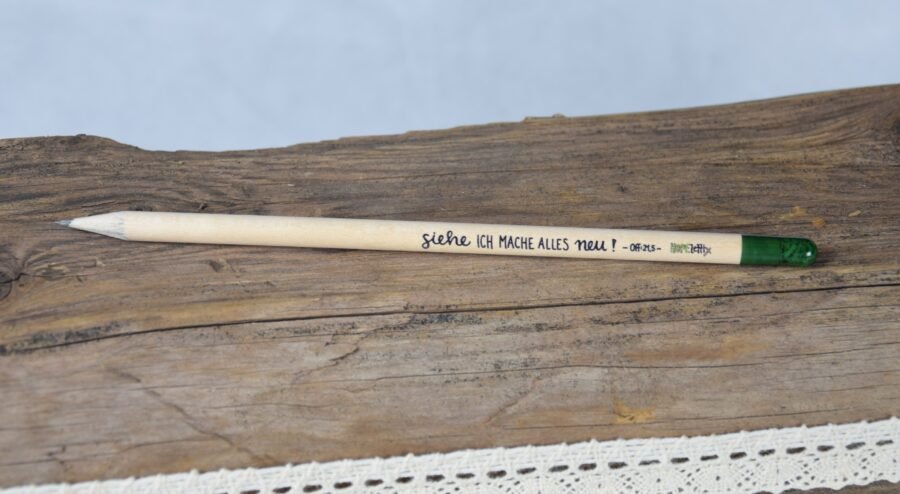 siehe ICH MACHE ALLES neu! - Off 21,5 -